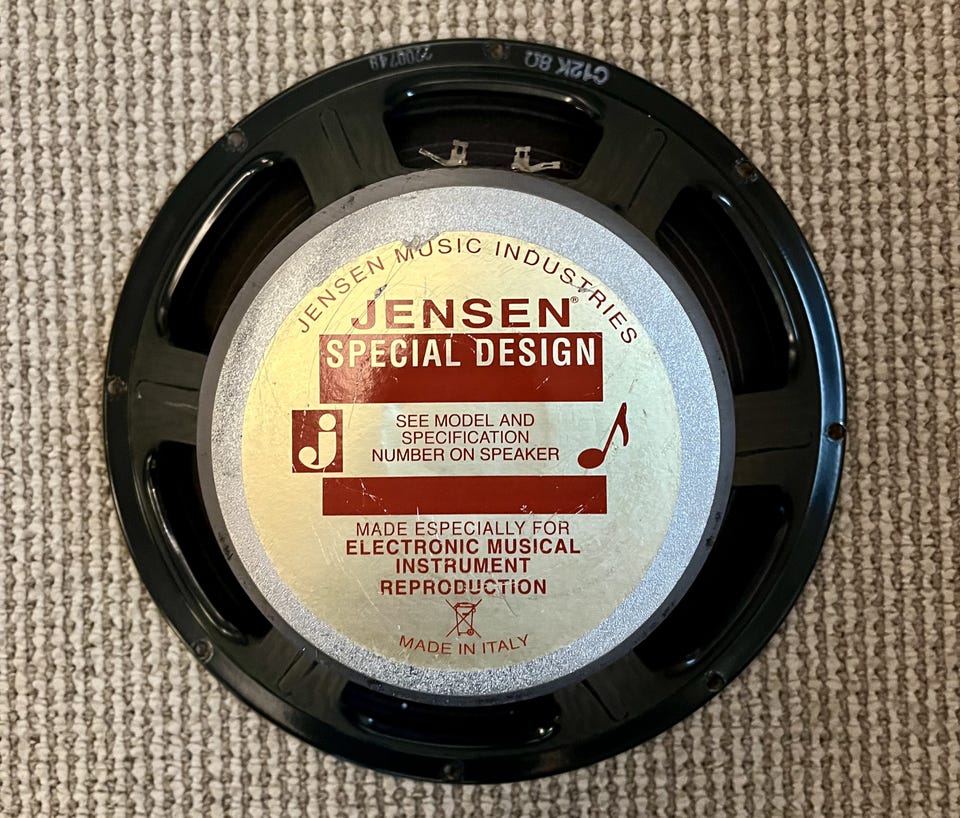 C12K 8Ω
JENSEN MUSIC INDUSTRIES
JENSEN®
SPECIAL DESIGN
j
SEE MODEL AND
SPECIFICATION
NUMBER ON SPEAKER
MADE ESPECIALLY FOR
ELECTRONIC MUSICAL
INSTRUMENT
REPRODUCTION
MADE IN ITALY